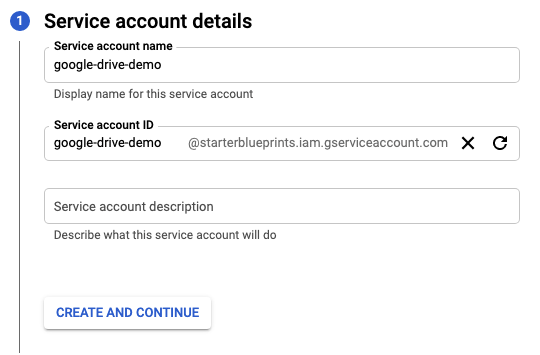 1 Service account details
Service account name
google-drive-demo
Display name for this service account
Service account ID
google-drive-demo @starterblueprints.iam.gserviceaccount.com
Service account description
Describe what this service account will do
CREATE AND CONTINUE